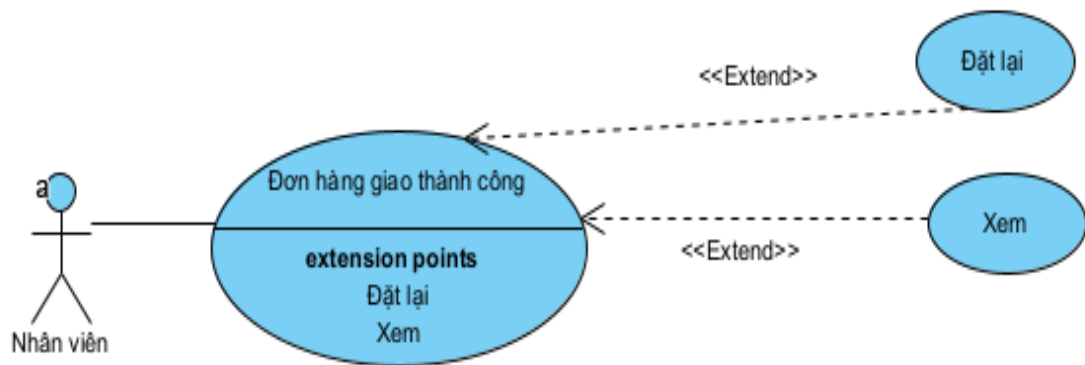 Đặt lại
<<Extend>>
Đơn hàng giao thành công
a
Xem
<<Extend>>
extension points
Đặt lại
Xem
Nhân viên